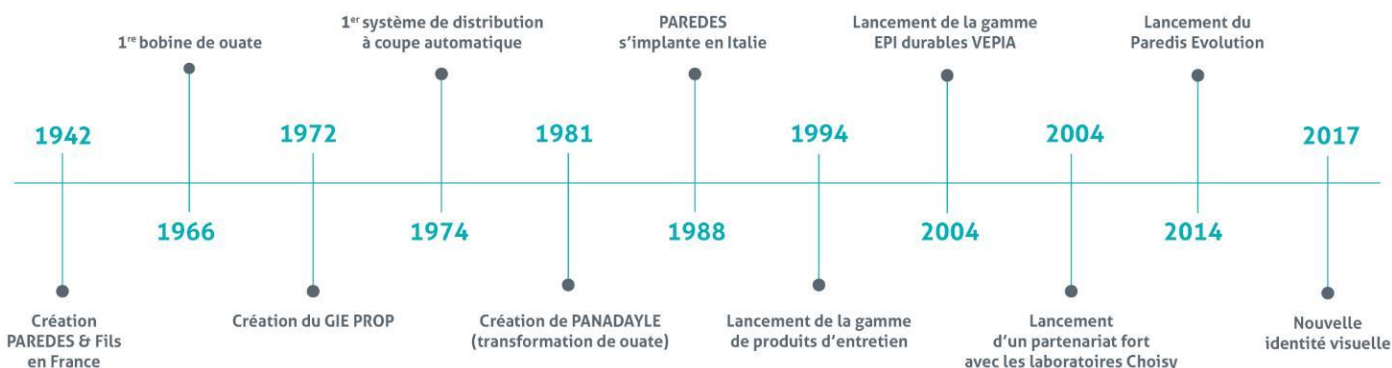 1re bobine de ouate
1er système de distribution
à coupe automatique
PAREDES
s'implante en Italie
Lancement de la gamme
EPI durables VEPIA
Lancement du
Paredis Evolution
1942
1972
1981
1994
2004
2017
1966
1974
1988
2004
2014
Création
PAREDES & Fils
en France
Création du GIE PROP
Création de PANADAYLE
(transformation de ouate)
Lancement de la gamme
de produits d'entretien
Lancement
d'un partenariat fort
avec les laboratoires Choisy
Nouvelle
identité visuelle